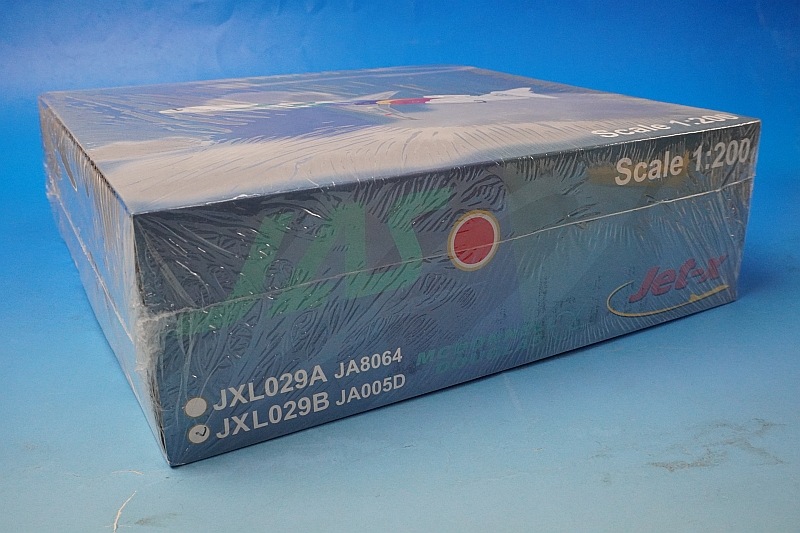 Scale 1:200
Scale 1:200
JAS
Jet-x
JXL029A JA8064
JXL029B JA005D